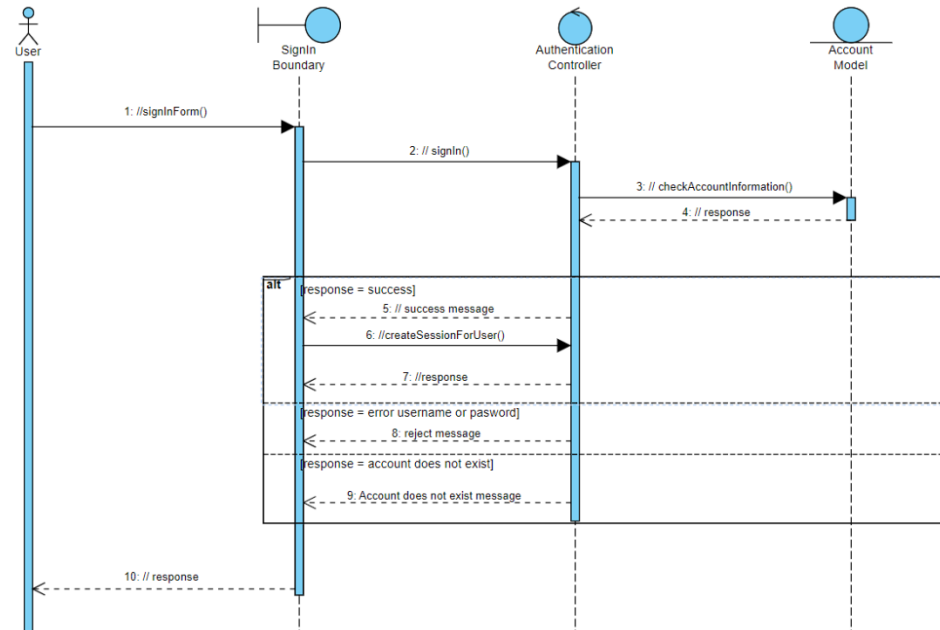 User
SignIn
Boundary
Authentication
Controller
Account
Model
1: //signInForm()
2: // signIn()
3: // checkAccountInformation()
4: // response
alt
[response = success]
5: // success message
6: //createSessionForUser()
7: //response
[response = error username or pasword]
8: reject message
[response = account does not exist]
9: Account does not exist message
10: // response